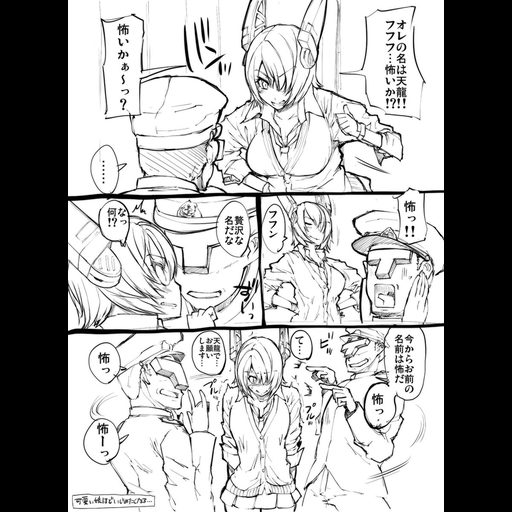 オレの名は天龍!!
フフフ…怖いか!?
怖いかぁ〜っ?
……
怖っ!!
フフン
贅沢な
名だな
なっ
何!?
今からお前の
名前は怖だ
怖っ
て…
天龍で
お願い
します…
怖っ
怖ーっ